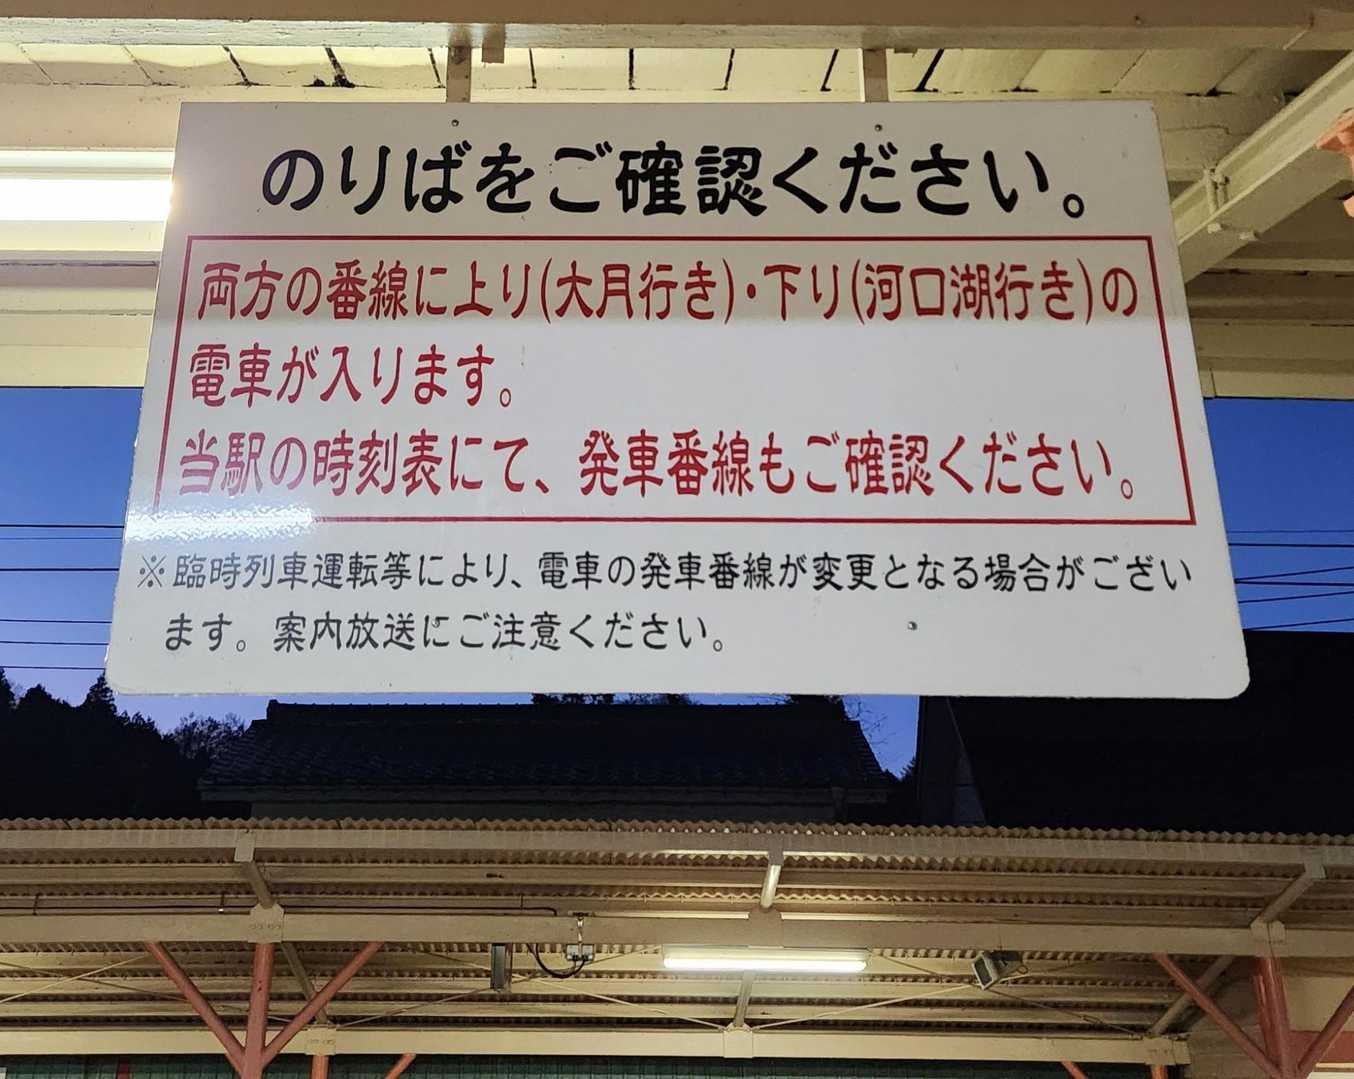 のりばをご確認ください。
両方の番線に上り(大月行き)・下り(河口湖行き)の
電車が入ります。
当駅の時刻表にて、発車番線もご確認ください。
※臨時列車運転等により、電車の発車番線が変更となる場合がござい
ます。案内放送にご注意ください。